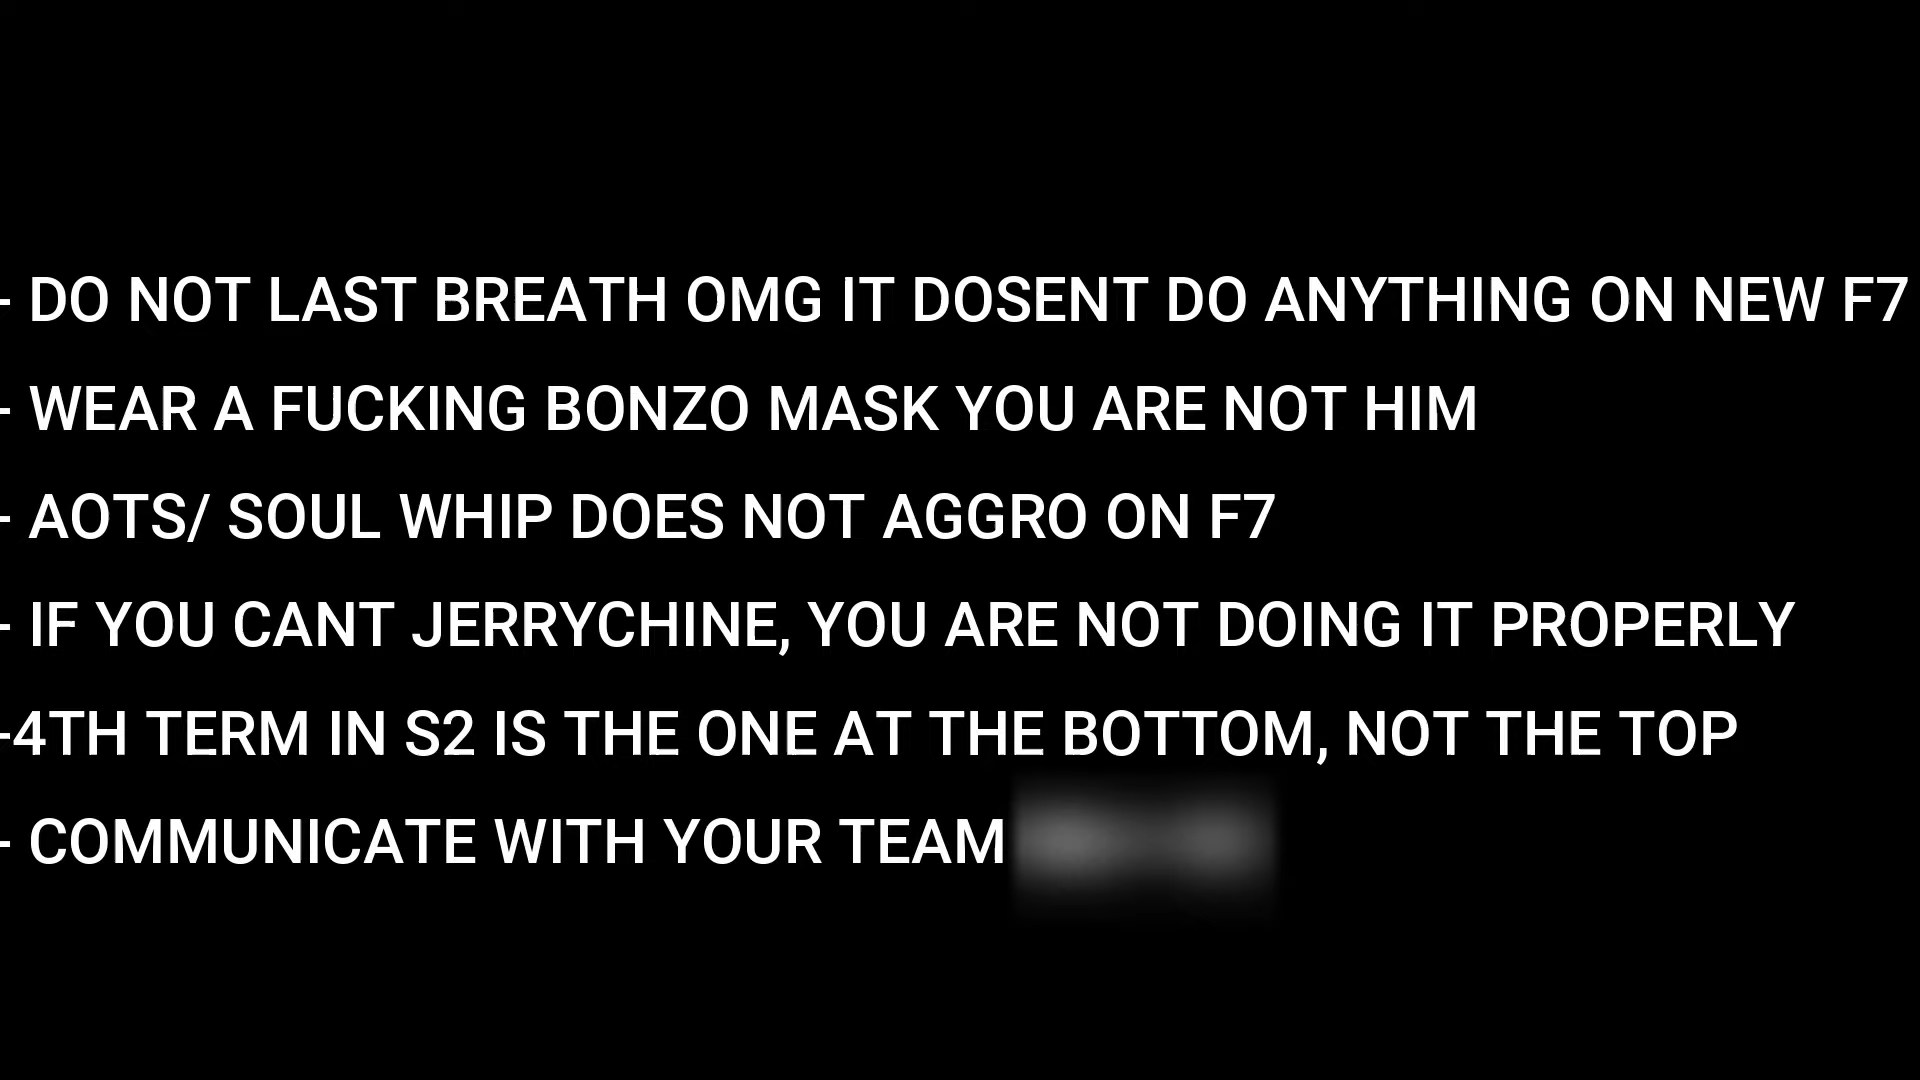 - DO NOT LAST BREATH OMG IT DOSENT DO ANYTHING ON NEW F7
- WEAR A FUCKING BONZO MASK YOU ARE NOT HIM
- AOTS/ SOUL WHIP DOES NOT AGGRO ON F7
- IF YOU CANT JERRYCHINE, YOU ARE NOT DOING IT PROPERLY
-4TH TERM IN S2 IS THE ONE AT THE BOTTOM, NOT THE TOP
- COMMUNICATE WITH YOUR TEAM